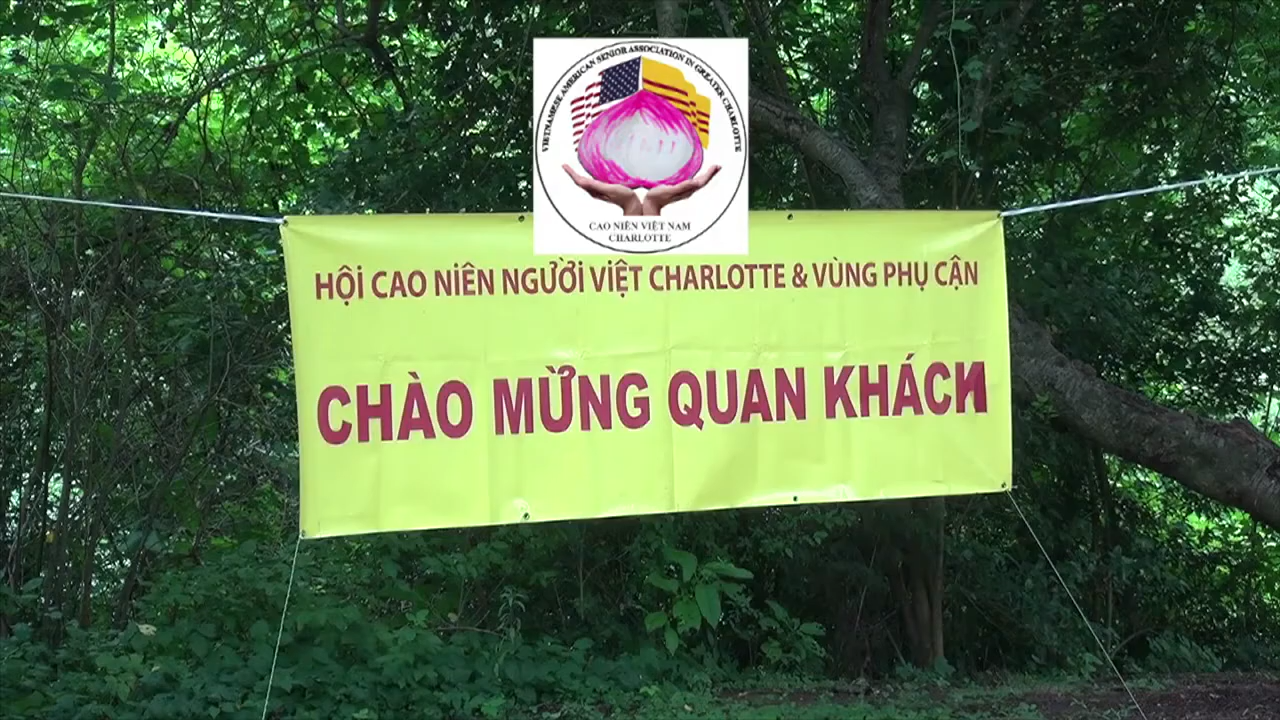 VIETNAMESE AMERICAN SENIOR ASSOCIATION IN GREATER CHARLOTTE
CAO NIÊN VIỆT NAM
CHARLOTTE
HỘI CAO NIÊN NGƯỜI VIỆT CHARLOTTE & VÙNG PHỤ CẬN
CHÀO MỪNG QUAN KHÁCH